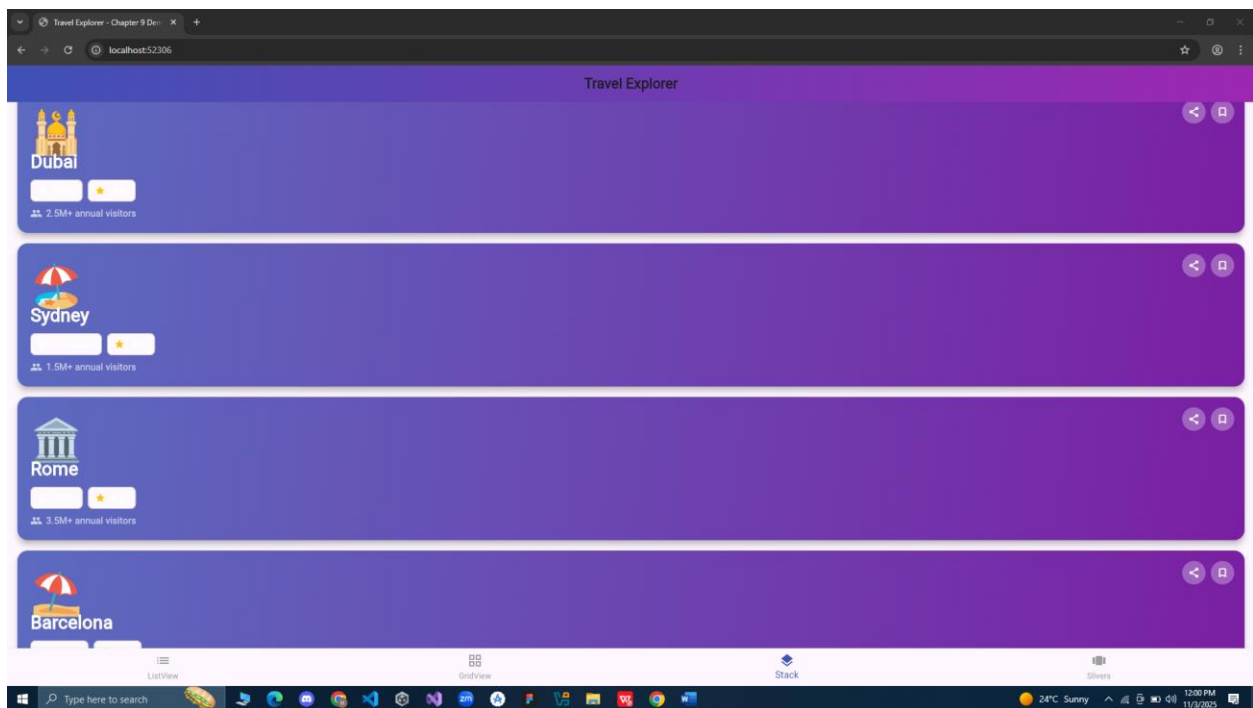 Travel Explorer - Chapter 9 Dem
localhost:52306
Travel Explorer
Dubai
2.5M+ annual visitors
Sydney
1.5M+ annual visitors
Rome
3.5M+ annual visitors
Barcelona
ListView
GridView
Stack
Slivers
Type here to search
zm
24°C Sunny
12:00 PM
11/3/2025